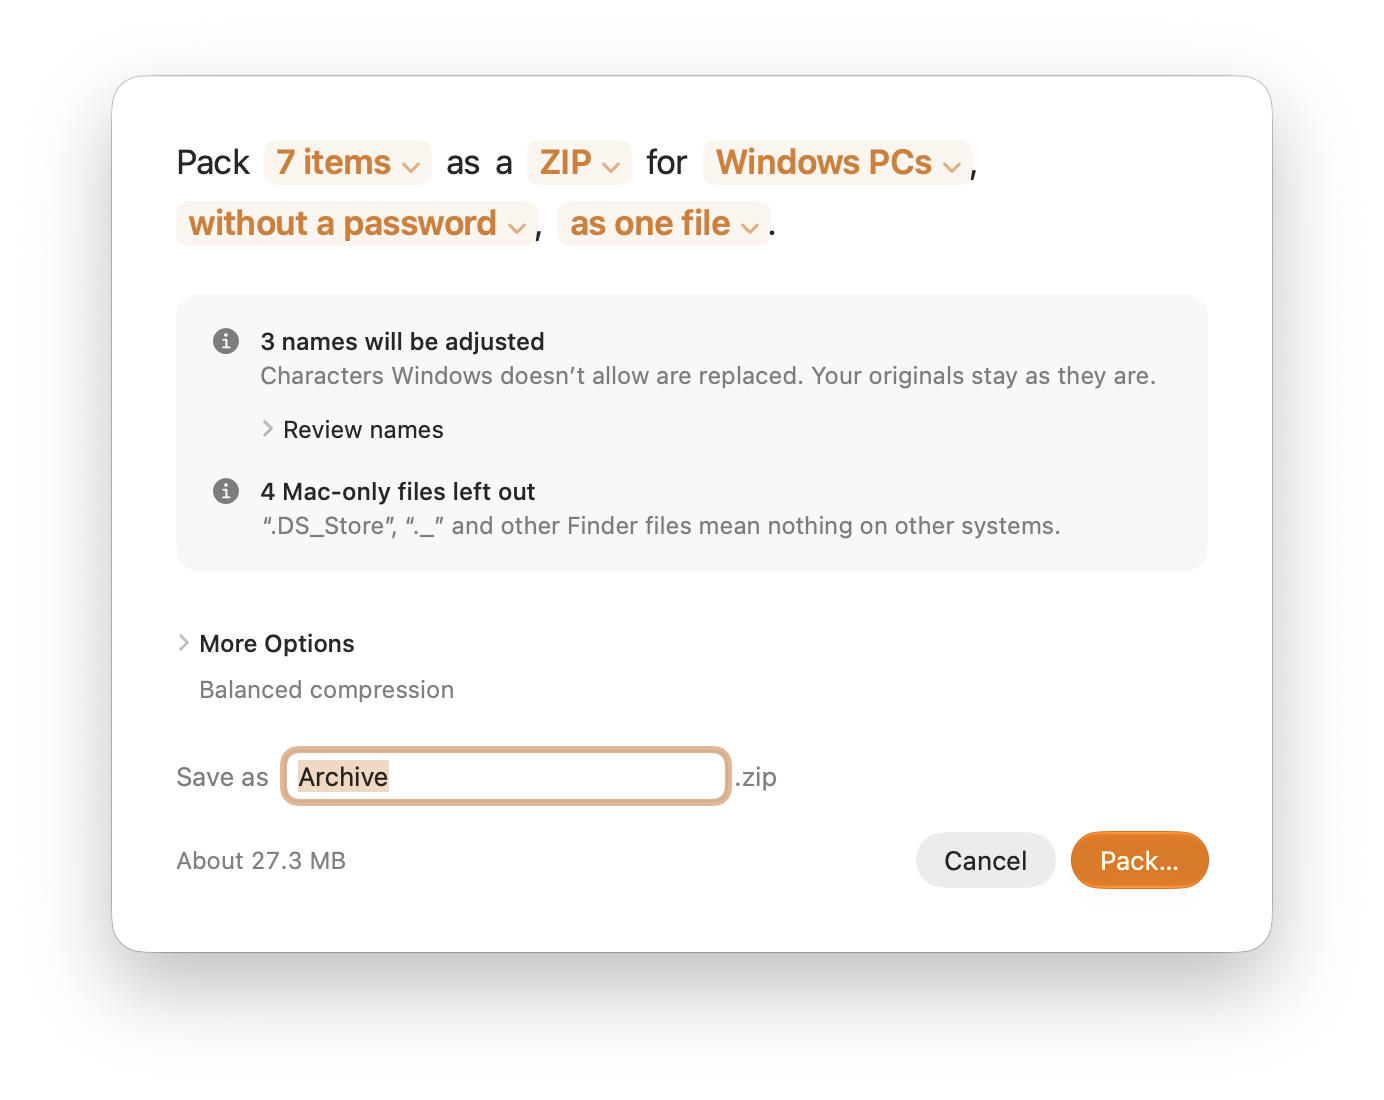 Pack 7 items as a ZIP for Windows PCs,
without a password, as one file.
3 names will be adjusted
Characters Windows doesn’t allow are replaced. Your originals stay as they are.
Review names
4 Mac-only files left out
“.DS_Store”, “._” and other Finder files mean nothing on other systems.
More Options
Balanced compression
Save as Archive .zip
About 27.3 MB Cancel Pack...